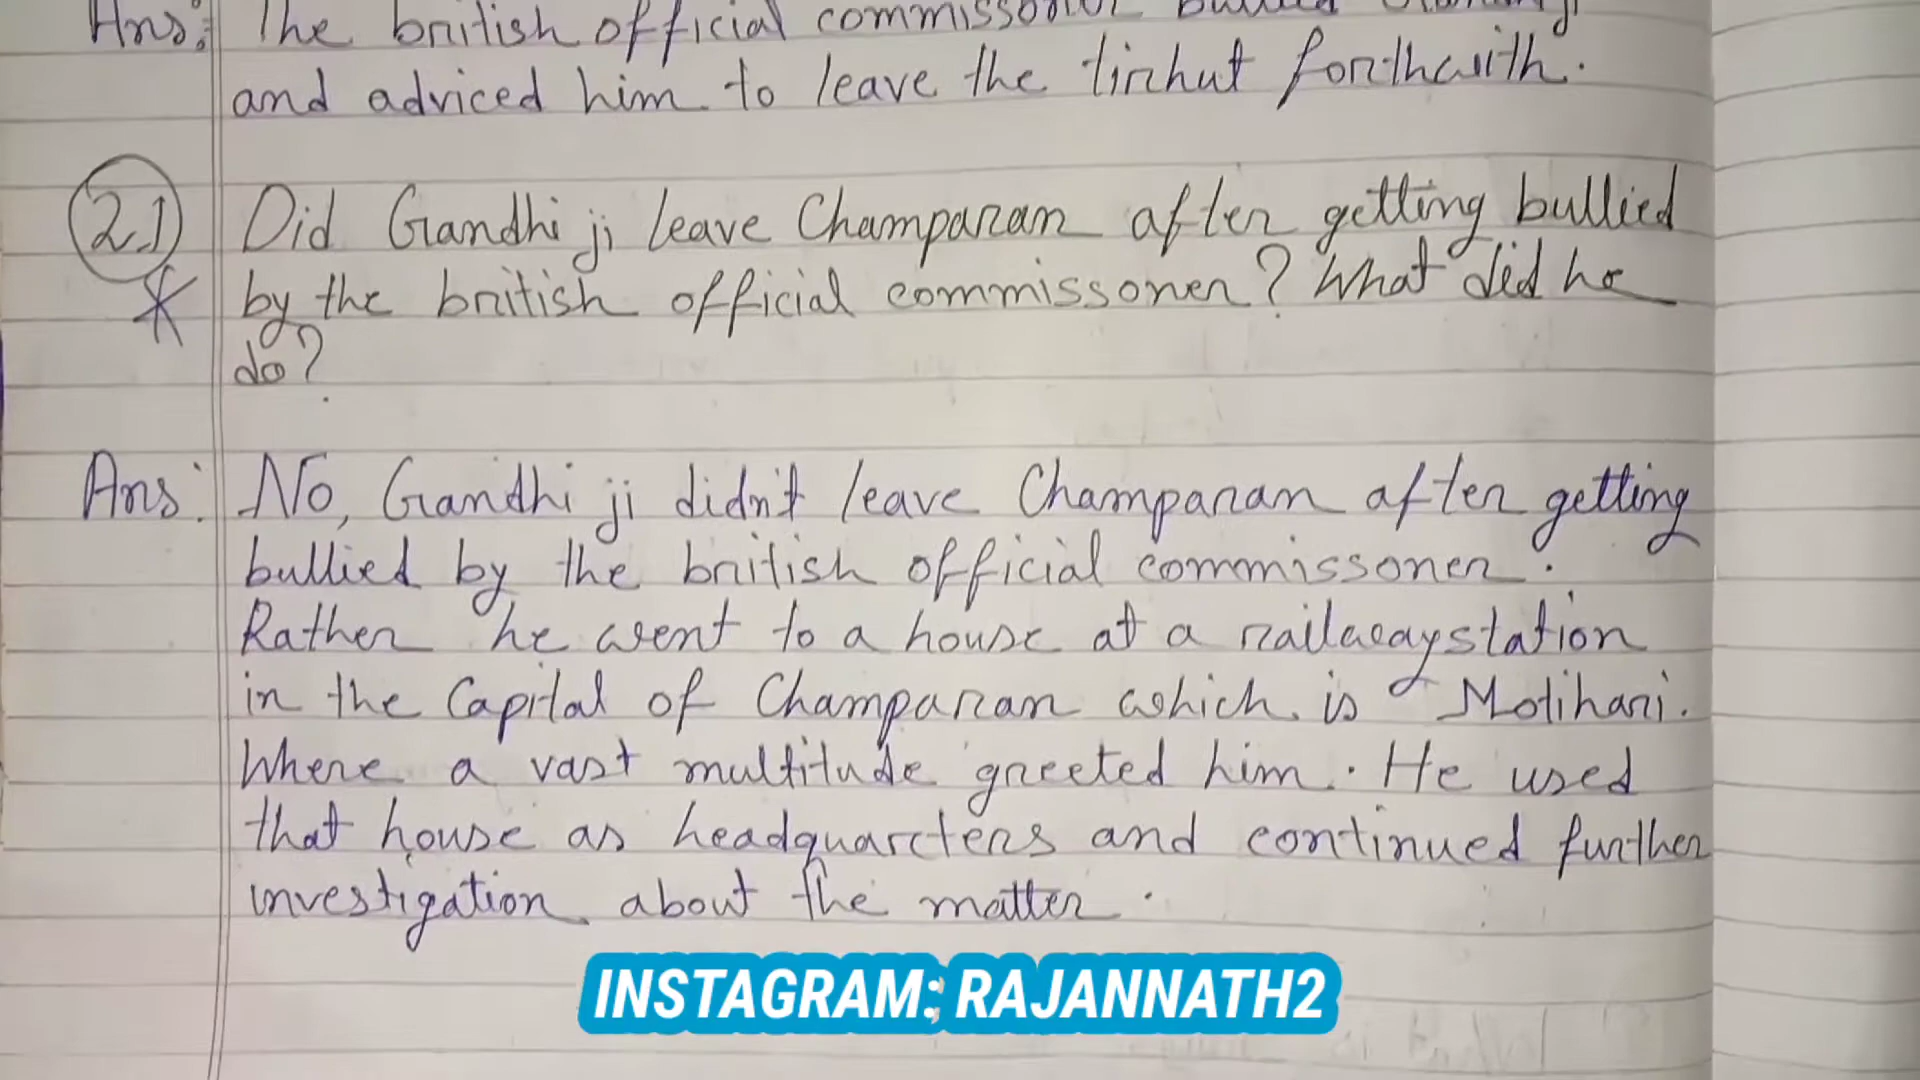 Ans: The british official commissoner bullied Gandhi ji
and adviced him to leave the tirhut forthwith.
21 Did Gandhi ji leave Champaran after getting bullied
by the british official commissoner? What did he
do?
Ans: No, Gandhi ji didn't leave Champaran after getting
bullied by the british official commissoner.
Rather he went to a house at a railwaystation
in the Capital of Champaran which is Motihari.
Where a vast multitude greeted him. He used
that house as headquarcters and continued further
investigation about the matter.
INSTAGRAM: RAJANNATH2